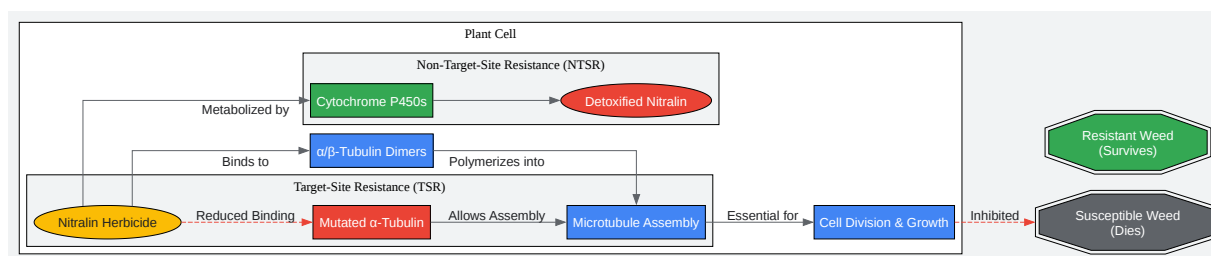 Plant Cell
Non-Target-Site Resistance (NTSR)
Cytochrome P450s
Detoxified Nitralin
Metabolized by
α/β-Tubulin Dimers
Binds to
Polymerizes into
Target-Site Resistance (TSR)
Nitralin Herbicide
Reduced Binding
Mutated α-Tubulin
Allows Assembly
Microtubule Assembly
Essential for
Cell Division & Growth
Inhibited
Resistant Weed
(Survives)
Susceptible Weed
(Dies)